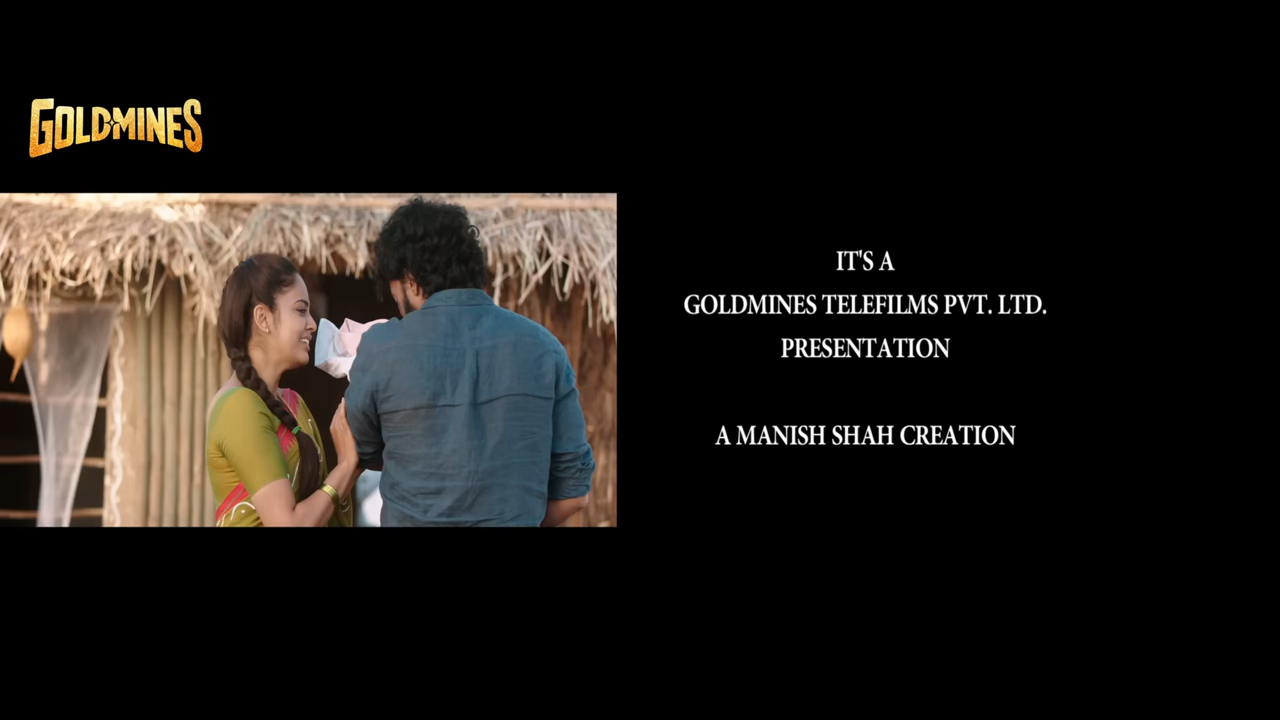 GOLDMINES
IT'S A
GOLDMINES TELEFILMS PVT. LTD.
PRESENTATION
A MANISH SHAH CREATION